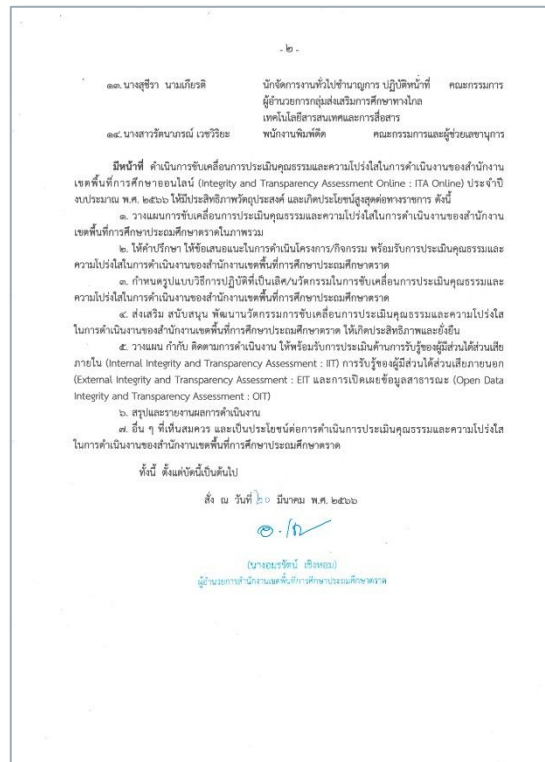 - ๒ -
๑๓. นางสุชีรา นามเกียรติ นักจัดการงานทั่วไปชำนาญการ ปฏิบัติหน้าที่ คณะกรรมการ
ผู้อำนวยการกลุ่มส่งเสริมการศึกษาทางไกล
เทคโนโลยีสารสนเทศและการสื่อสาร
๑๔. นางสาวรัตนาภรณ์ เวชวิริยะ พนักงานพิมพ์ดีด คณะกรรมการและผู้ช่วยเลขานุการ
มีหน้าที่ ดำเนินการขับเคลื่อนการประเมินคุณธรรมและความโปร่งใสในการดำเนินงานของสำนักงาน
เขตพื้นที่การศึกษาออนไลน์ (Integrity and Transparency Assessment Online : ITA Online) ประจำปี
งบประมาณ พ.ศ. ๒๕๖๖ ให้มีประสิทธิภาพวัตถุประสงค์ และเกิดประโยชน์สูงสุดต่อทางราชการ ดังนี้
๑. วางแผนการขับเคลื่อนการประเมินคุณธรรมและความโปร่งใสในการดำเนินงานของสำนักงาน
เขตพื้นที่การศึกษาประถมศึกษาตราดในภาพรวม
๒. ให้คำปรึกษา ให้ข้อเสนอแนะในการดำเนินโครงการ/กิจกรรม พร้อมรับการประเมินคุณธรรมและ
ความโปร่งใสในการดำเนินงานของสำนักงานเขตพื้นที่การศึกษาประถมศึกษาตราด
๓. กำหนดรูปแบบวิธีการปฏิบัติที่เป็นเลิศ/นวัตกรรมในการขับเคลื่อนการประเมินคุณธรรมและ
ความโปร่งใสในการดำเนินงานของสำนักงานเขตพื้นที่การศึกษาประถมศึกษาตราด
๔. ส่งเสริม สนับสนุน พัฒนานวัตกรรมการขับเคลื่อนการประเมินคุณธรรมและความโปร่งใส
ในการดำเนินงานของสำนักงานเขตพื้นที่การศึกษาประถมศึกษาตราด ให้เกิดประสิทธิภาพและยั่งยืน
๕. วางแผน กำกับ ติดตามการดำเนินงาน ให้พร้อมรับการประเมินด้านการรับรู้ของผู้มีส่วนได้ส่วนเสีย
ภายใน (Internal Integrity and Transparency Assessment : IIT) การรับรู้ของผู้มีส่วนได้ส่วนเสียภายนอก
(External Integrity and Transparency Assessment : EIT และการเปิดเผยข้อมูลสาธารณะ (Open Data
Integrity and Transparency Assessment : OIT)
๖. สรุปและรายงานผลการดำเนินงาน
๗. อื่น ๆ ที่เห็นสมควร และเป็นประโยชน์ต่อการดำเนินการประเมินคุณธรรมและความโปร่งใส
ในการดำเนินงานของสำนักงานเขตพื้นที่การศึกษาประถมศึกษาตราด
ทั้งนี้ ตั้งแต่บัดนี้เป็นต้นไป
สั่ง ณ วันที่ ๒๐ มีนาคม พ.ศ. ๒๕๖๖
(นางอมรรัตน์ เชิงหอม)
ผู้อำนวยการสำนักงานเขตพื้นที่การศึกษาประถมศึกษาตราด